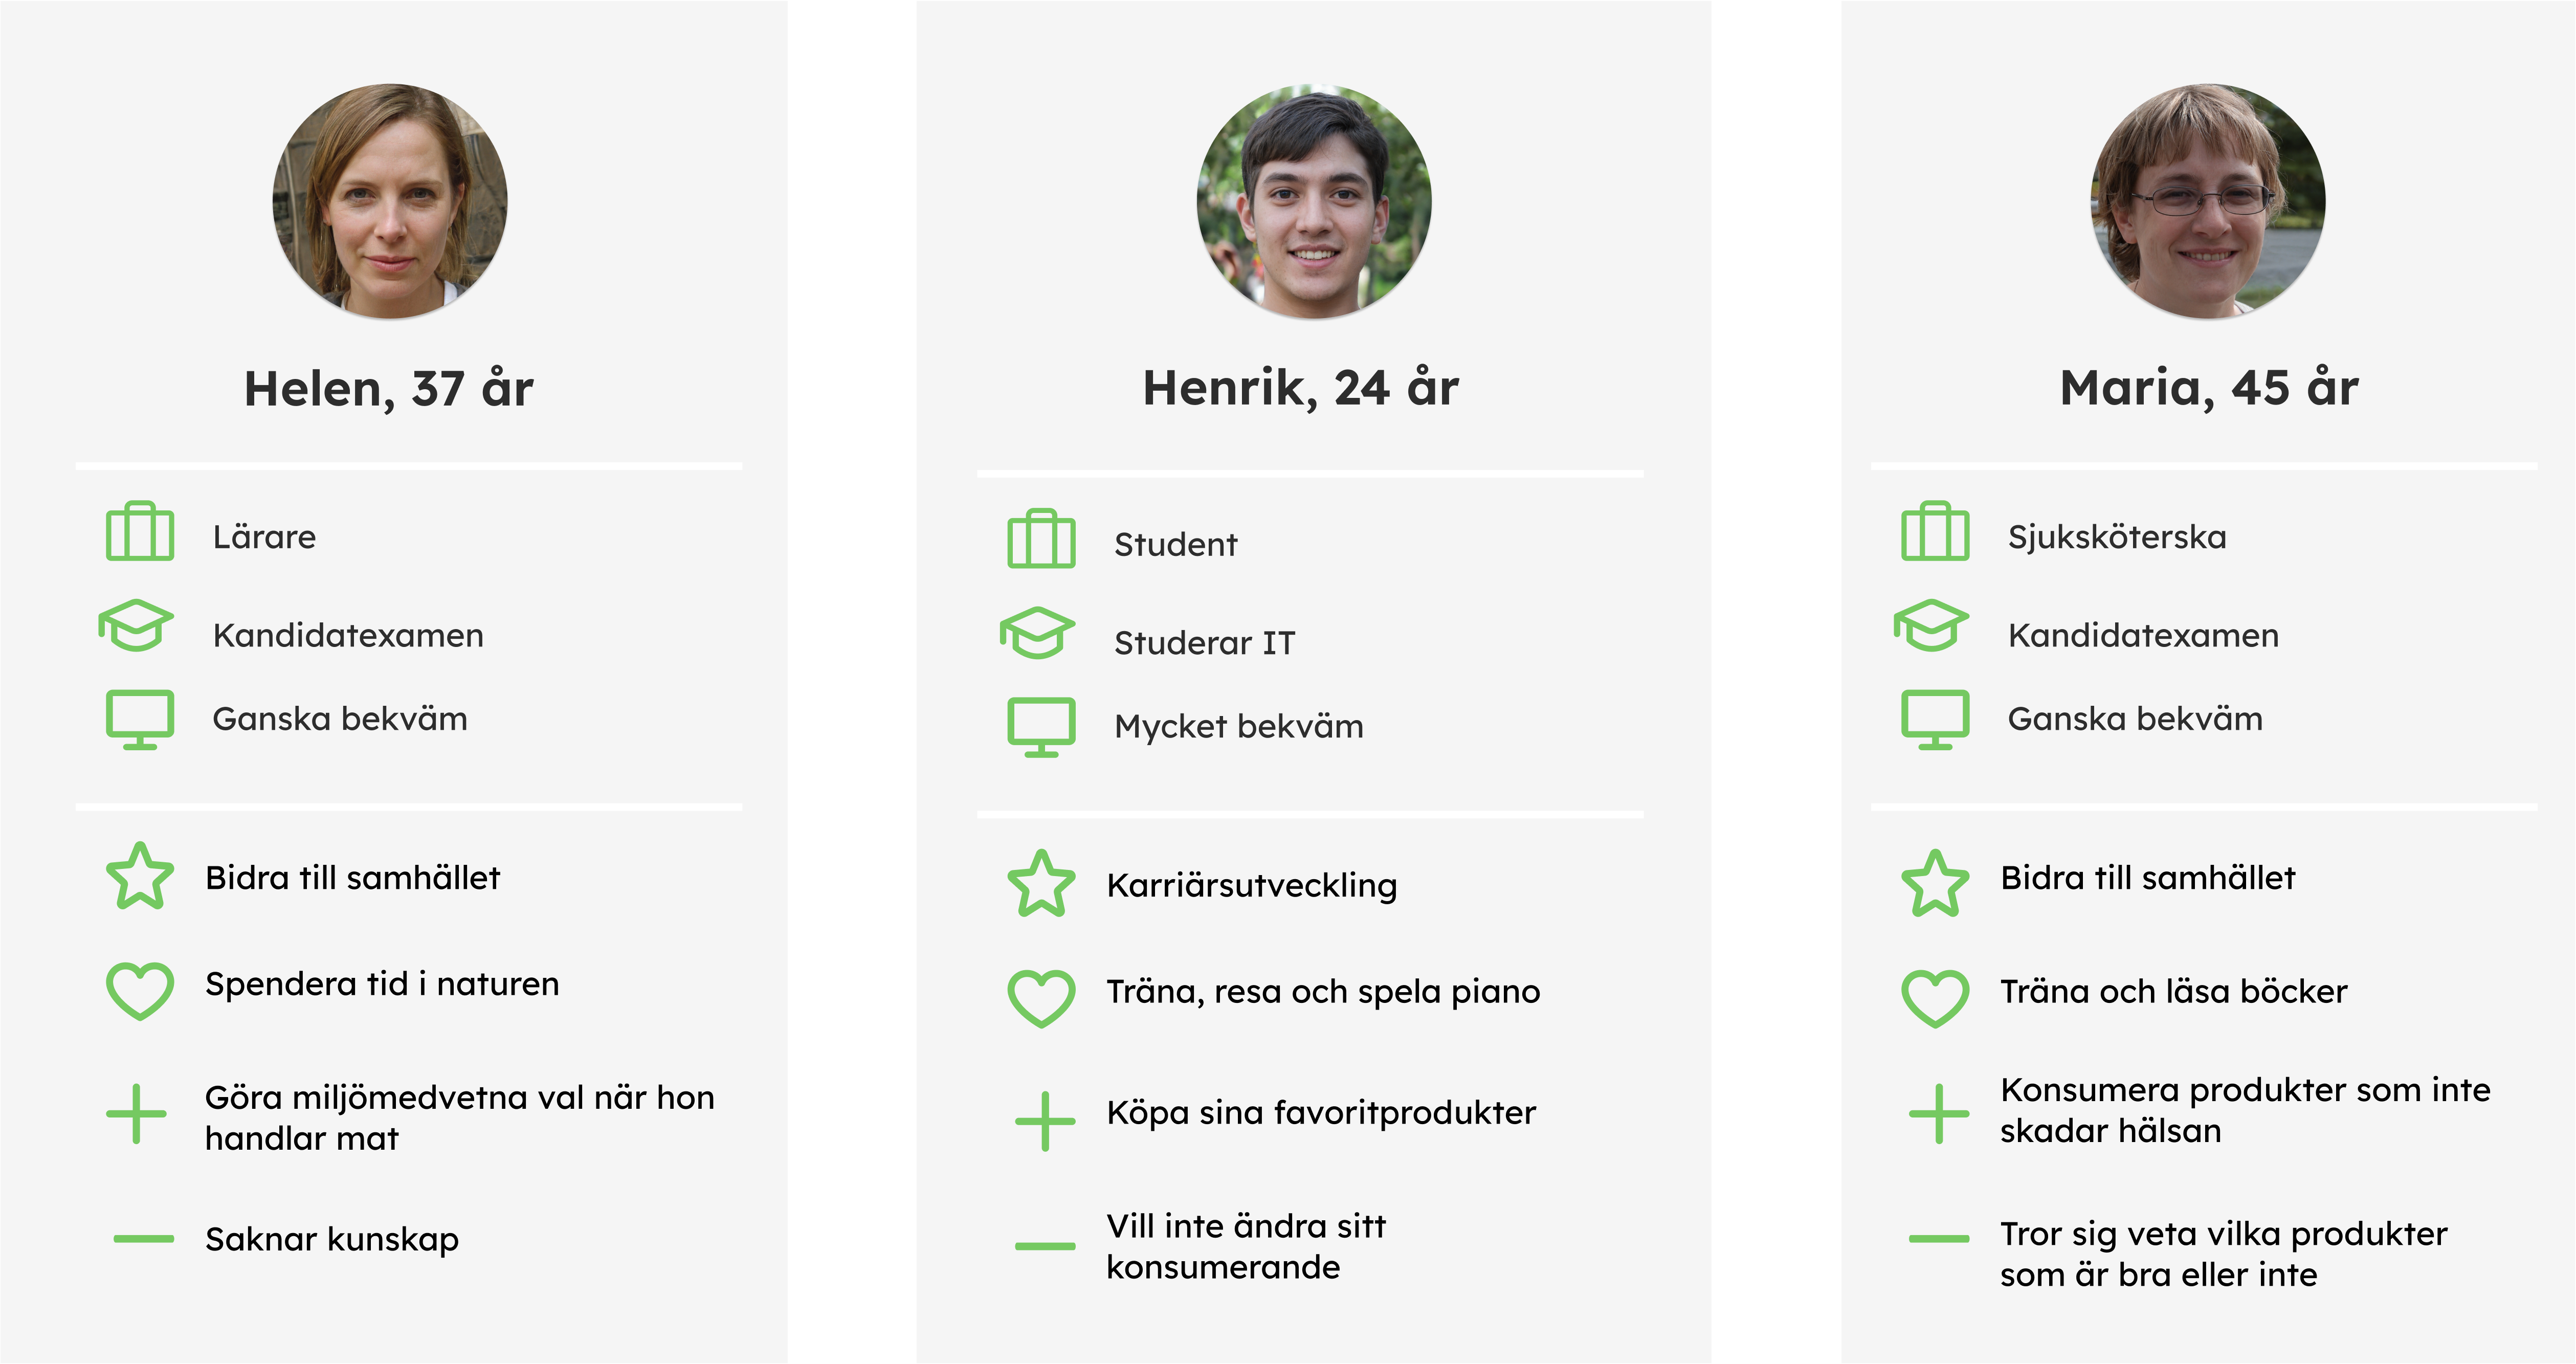 Helen, 37 år
Lärare
Kandidatexamen
Ganska bekväm
Bidra till samhället
Spendera tid i naturen
Göra miljömedvetna val när hon
handlar mat
Saknar kunskap
Henrik, 24 år
Student
Studerar IT
Mycket bekväm
Karriärsutveckling
Träna, resa och spela piano
Köpa sina favoritprodukter
Vill inte ändra sitt
konsumerande
Maria, 45 år
Sjuksköterska
Kandidatexamen
Ganska bekväm
Bidra till samhället
Träna och läsa böcker
Konsumera produkter som inte
skadar hälsan
Tror sig veta vilka produkter
som är bra eller inte